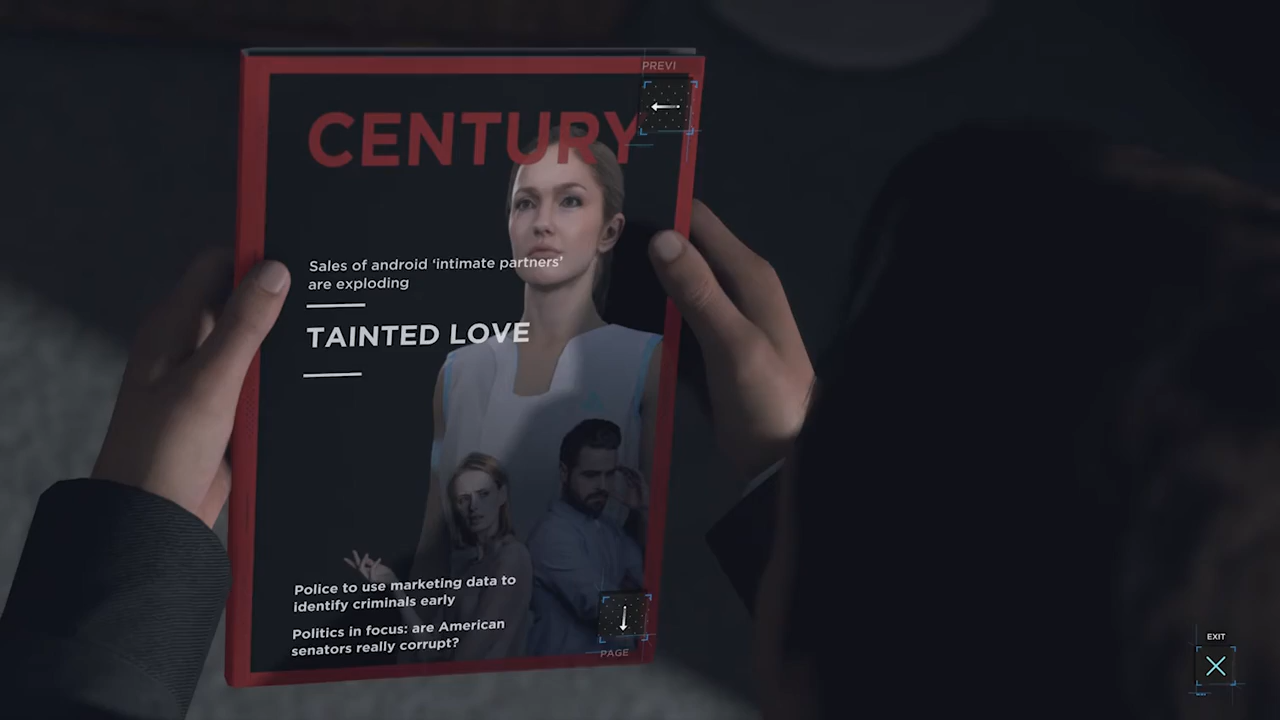 PREVI
CENTURY
Sales of android ‘intimate partners’
are exploding
TAINTED LOVE
Police to use marketing data to
identify criminals early
Politics in focus: are American
senators really corrupt?
PAGE
EXIT